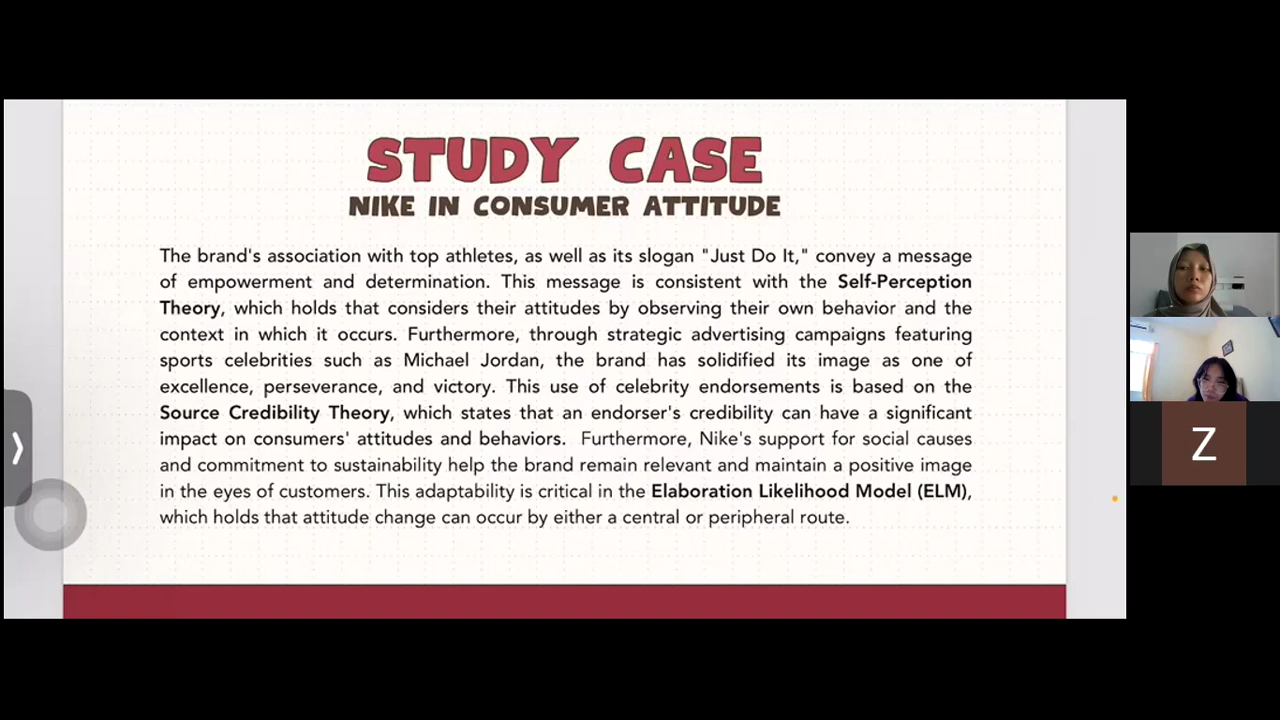 STUDY CASE
NIKE IN CONSUMER ATTITUDE
The brand's association with top athletes, as well as its slogan "Just Do It," convey a message
of empowerment and determination. This message is consistent with the Self-Perception
Theory, which holds that considers their attitudes by observing their own behavior and the
context in which it occurs. Furthermore, through strategic advertising campaigns featuring
sports celebrities such as Michael Jordan, the brand has solidified its image as one of
excellence, perseverance, and victory. This use of celebrity endorsements is based on the
Source Credibility Theory, which states that an endorser's credibility can have a significant
impact on consumers' attitudes and behaviors. Furthermore, Nike's support for social causes
and commitment to sustainability help the brand remain relevant and maintain a positive image
in the eyes of customers. This adaptability is critical in the Elaboration Likelihood Model (ELM),
which holds that attitude change can occur by either a central or peripheral route.
Z